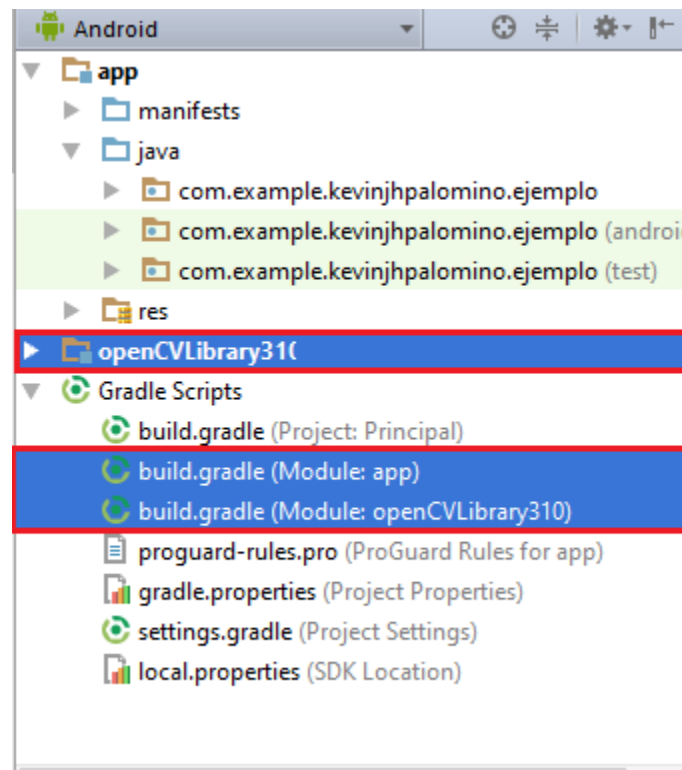 Android
app
manifests
java
com.example.kevinjhpalomino.ejemplo
com.example.kevinjhpalomino.ejemplo (androi
com.example.kevinjhpalomino.ejemplo (test)
res
openCVLibrary31(
Gradle Scripts
build.gradle (Project: Principal)
build.gradle (Module: app)
build.gradle (Module: openCVLibrary310)
proguard-rules.pro (ProGuard Rules for app)
gradle.properties (Project Properties)
settings.gradle (Project Settings)
local.properties (SDK Location)